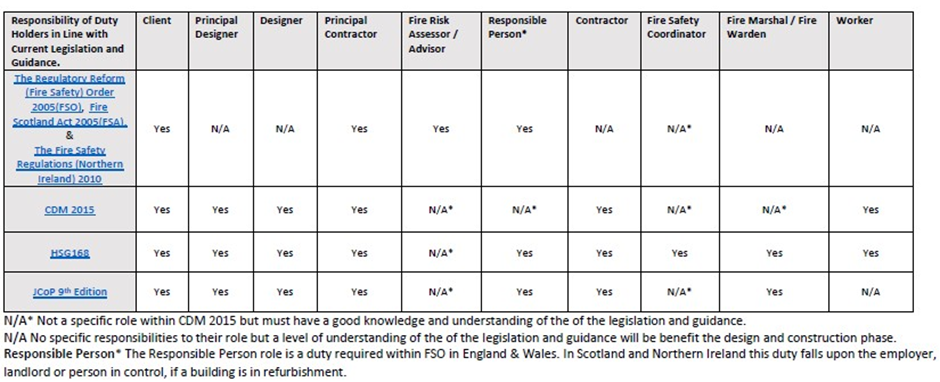 Responsibility of Duty Holders in Line with Current Legislation and Guidance. Client Principal Designer Designer Principal Contractor Fire Risk Assessor / Advisor Responsible Person* Contractor Fire Safety Coordinator Fire Marshal / Fire Warden Worker
The Regulatory Reform (Fire Safety) Order 2005(FSO), Fire Scotland Act 2005(FSA), & The Fire Safety Regulations (Northern Ireland) 2010 Yes N/A N/A Yes Yes Yes N/A N/A* N/A N/A
CDM 2015 Yes Yes Yes Yes N/A* N/A* Yes N/A* N/A* Yes
HSG168 Yes Yes Yes Yes N/A* Yes Yes Yes Yes Yes
JCoP 9th Edition Yes Yes Yes Yes N/A* Yes Yes N/A* Yes N/A
N/A* Not a specific role within CDM 2015 but must have a good knowledge and understanding of the of the legislation and guidance.
N/A No specific responsibilities to their role but a level of understanding of the of the legislation and guidance will be benefit the design and construction phase.
Responsible Person* The Responsible Person role is a duty required within FSO in England & Wales. In Scotland and Northern Ireland this duty falls upon the employer,
landlord or person in control, if a building is in refurbishment.